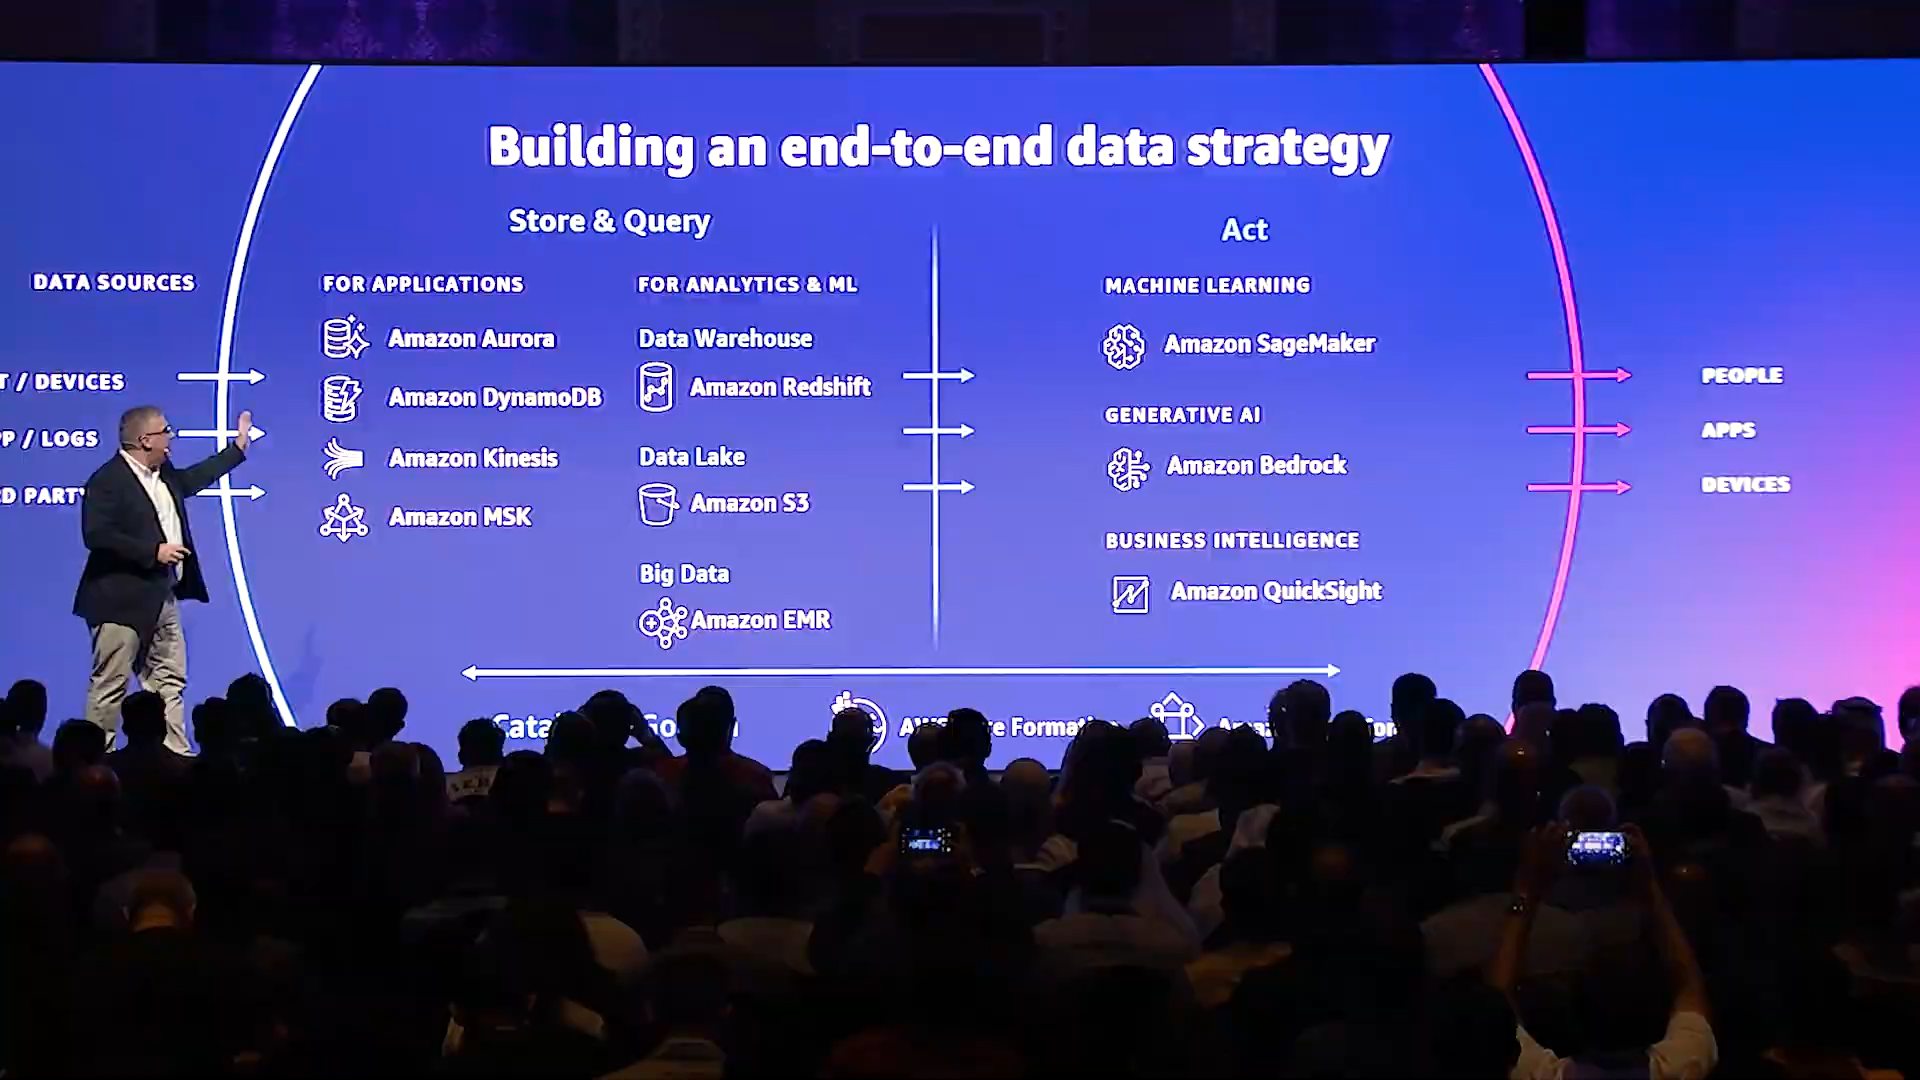 Building an end-to-end data strategy
Store & Query
Act
DATA SOURCES
T / DEVICES
P / LOGS
D PARTY
FOR APPLICATIONS
Amazon Aurora
Amazon DynamoDB
Amazon Kinesis
Amazon MSK
FOR ANALYTICS & ML
Data Warehouse
Amazon Redshift
Data Lake
Amazon S3
Big Data
Amazon EMR
MACHINE LEARNING
Amazon SageMaker
GENERATIVE AI
Amazon Bedrock
BUSINESS INTELLIGENCE
Amazon QuickSight
PEOPLE
APPS
DEVICES